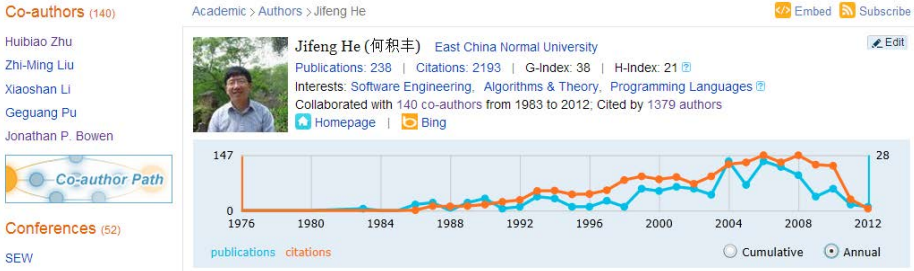 Co-authors (140)
Huibiao Zhu
Zhi-Ming Liu
Xiaoshan Li
Geguang Pu
Jonathan P. Bowen
Co-author Path
Conferences (52)
SEW
Academic > Authors > Jifeng He
Embed Subscribe
Jifeng He (何积丰) East China Normal University
Edit
Publications: 238 | Citations: 2193 | G-Index: 38 | H-Index: 21 ?
Interests: Software Engineering, Algorithms & Theory, Programming Languages ?
Collaborated with 140 co-authors from 1983 to 2012; Cited by 1379 authors
Homepage | Bing
147 28
0
1976 1980 1984 1988 1992 1996 2000 2004 2008 2012
publications citations Cumulative Annual